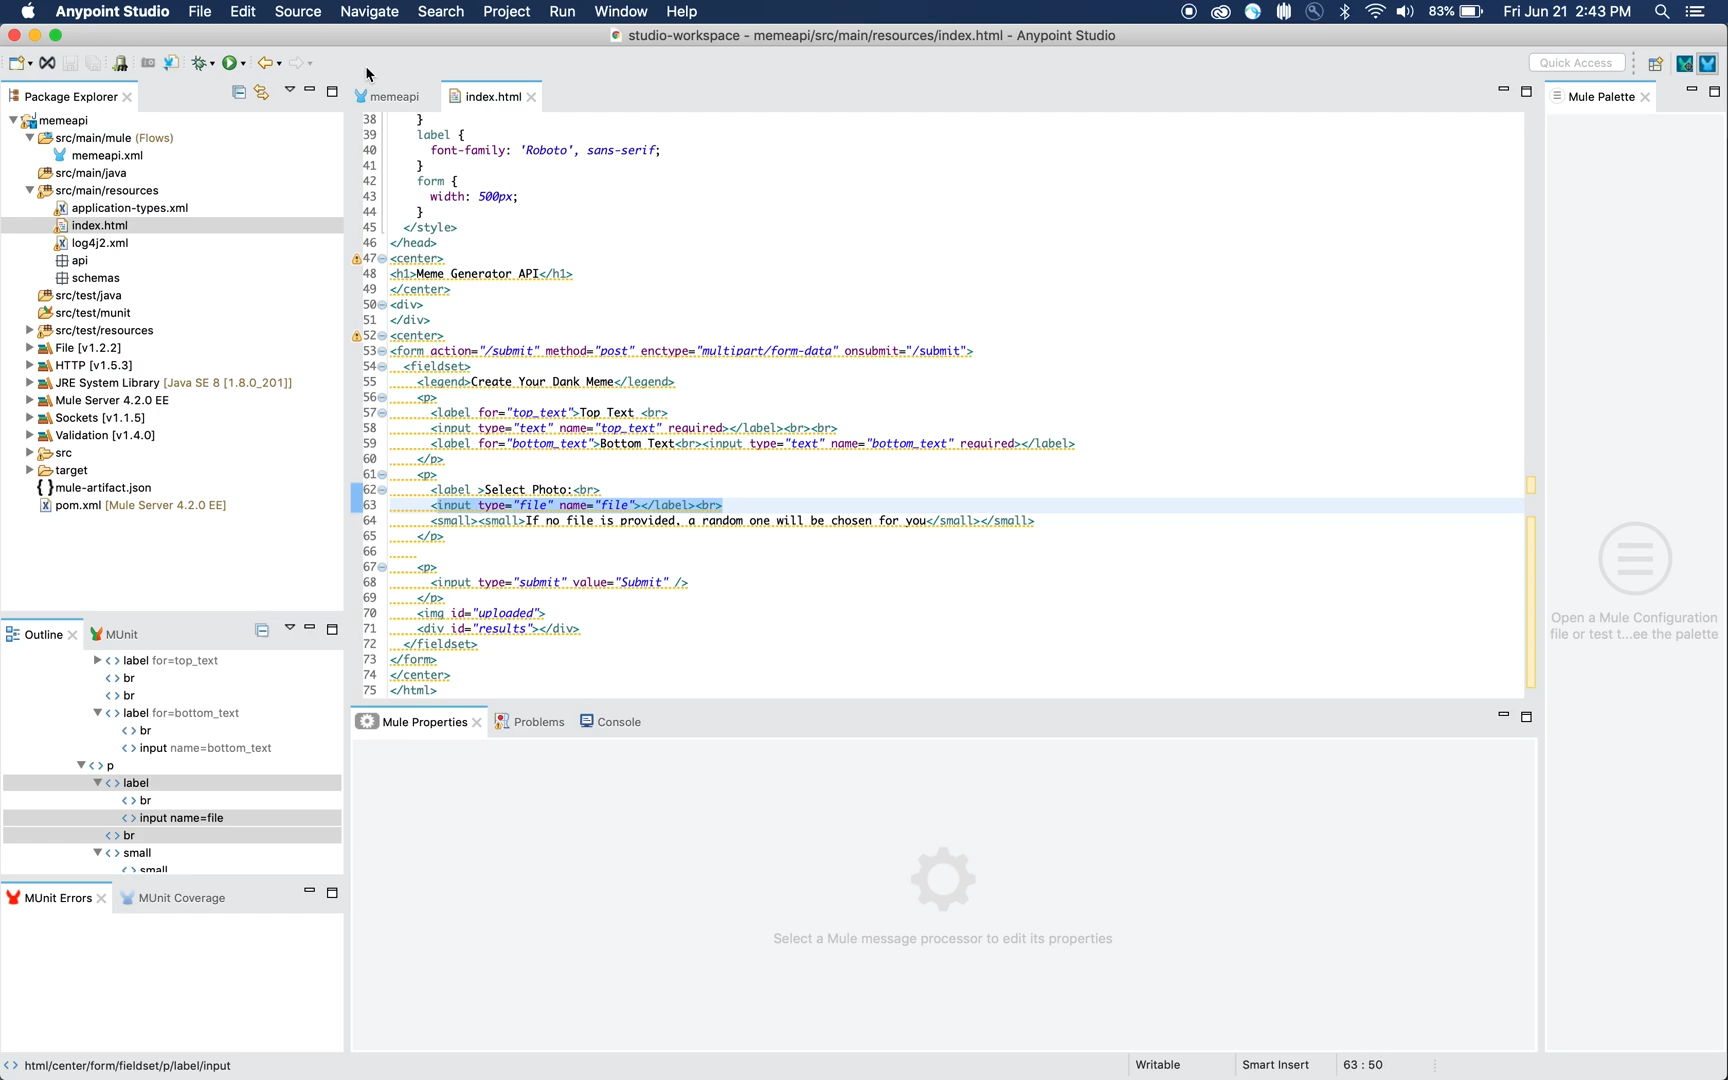 Anypoint Studio File Edit Source Navigate Search Project Run Window Help 83% Fri Jun 21 2:43 PM
studio-workspace - memeapi/src/main/resources/index.html - Anypoint Studio
Quick Access
Package Explorer
memeapi
src/main/mule (Flows)
memeapi.xml
src/main/java
src/main/resources
application-types.xml
index.html
log4j2.xml
api
schemas
src/test/java
src/test/munit
src/test/resources
File [v1.2.2]
HTTP [v1.5.3]
JRE System Library [Java SE 8 [1.8.0_201]]
Mule Server 4.2.0 EE
Sockets [v1.1.5]
Validation [v1.4.0]
src
target
mule-artifact.json
pom.xml [Mule Server 4.2.0 EE]
memeapi index.html
38 }
39 label {
40 font-family: 'Roboto', sans-serif;
41 }
42 form {
43 width: 500px;
44 }
45 </style>
46 </head>
47 <center>
48 <h1>Meme Generator API</h1>
49 </center>
50 <div>
51 </div>
52 <center>
53 <form action="/submit" method="post" enctype="multipart/form-data" onsubmit="/submit">
54 <fieldset>
55 <legend>Create Your Dank Meme</legend>
56 <p>
57 <label for="top_text">Top Text <br>
58 <input type="text" name="top_text" required></label><br><br>
59 <label for="bottom_text">Bottom Text<br><input type="text" name="bottom_text" required></label>
60 </p>
61 <p>
62 <label >Select Photo:<br>
63 <input type="file" name="file"></label><br>
64 <small><small>If no file is provided, a random one will be chosen for you</small></small>
65 </p>
66
67 <p>
68 <input type="submit" value="Submit" />
69 </p>
70 <img id="uploaded">
71 <div id="results"></div>
72 </fieldset>
73 </form>
74 </center>
75 </html>
Mule Palette
Open a Mule Configuration
file or test t...ee the palette
Outline MUnit
label for=top_text
br
br
label for=bottom_text
br
input name=bottom_text
p
label
br
input name=file
br
small
small
Mule Properties Problems Console
Select a Mule message processor to edit its properties
MUnit Errors MUnit Coverage
html/center/form/fieldset/p/label/input
Writable Smart Insert 63 : 50